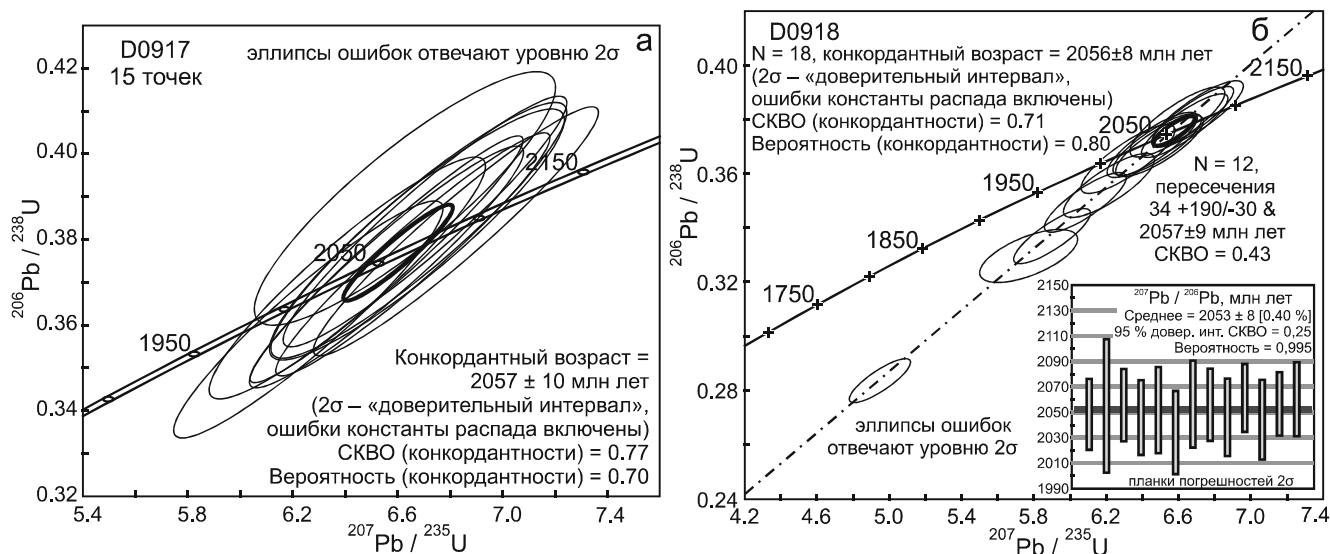 а
D0917
15 точек
эллипсы ошибок отвечают уровню 2σ
0.42
0.40
0.38
0.36
0.34
0.32
²⁰⁶Pb / ²³⁸U
1950
2050
2150
Конкордантный возраст =
2057 ± 10 млн лет
(2σ – «доверительный интервал»,
ошибки константы распада включены)
СКВО (конкордантности) = 0.77
Вероятность (конкордантности) = 0.70
5.4 5.8 6.2 6.6 7.0 7.4
²⁰⁷Pb / ²³⁵U
б
D0918
N = 18, конкордантный возраст = 2056±8 млн лет
(2σ – «доверительный интервал»,
ошибки константы распада включены)
СКВО (конкордантности) = 0.71
Вероятность (конкордантности) = 0.80
0.40
0.36
0.32
0.28
0.24
²⁰⁶Pb / ²³⁸U
1750
1850
1950
2050
2150
N = 12,
пересечения
34 +190/-30 &
2057±9 млн лет
СКВО = 0.43
эллипсы ошибок
отвечают уровню 2σ
2150
2130
2110
2090
2070
2050
2030
2010
1990
²⁰⁷Pb / ²⁰⁶Pb, млн лет
Среднее = 2053 ± 8 [0.40 %]
95 % довер. инт. СКВО = 0,25
Вероятность = 0,995
планки погрешностей 2σ
4.2 4.6 5.0 5.4 5.8 6.2 6.6 7.0 7.4
²⁰⁷Pb / ²³⁵U